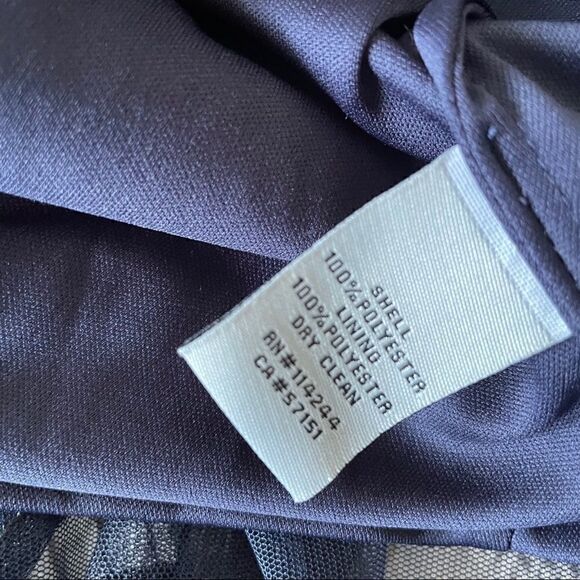 SHELL
100%POLYESTER
LINING
100%POLYESTER
DRY CLEAN
RN#114244
CA#57151